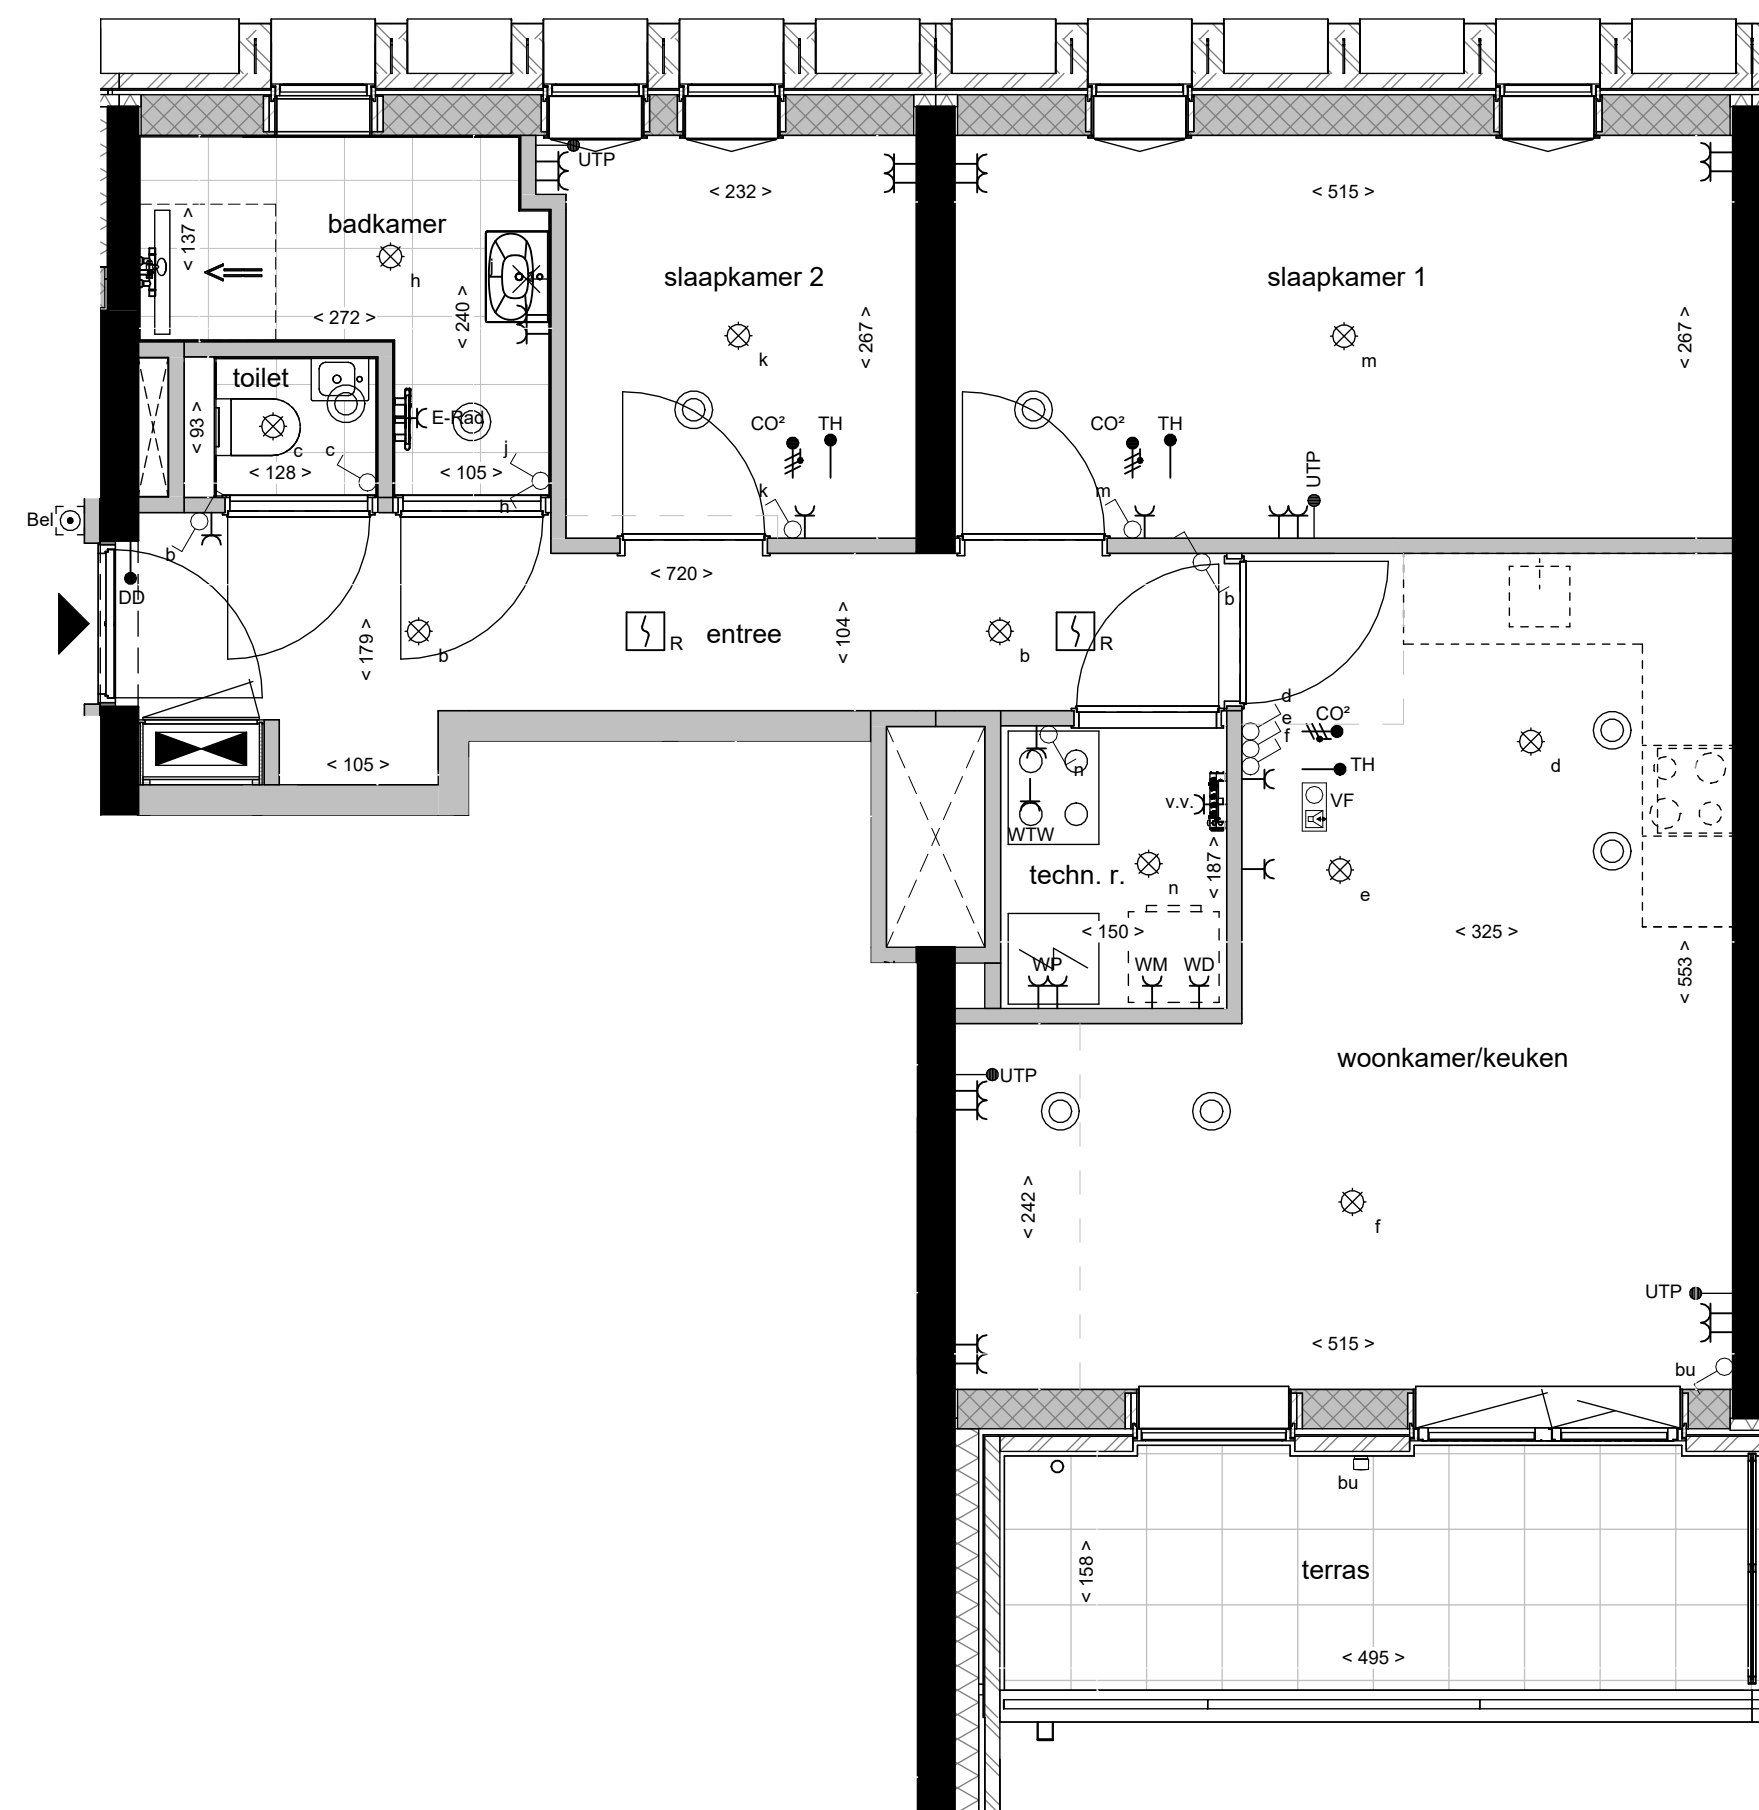 UTP
< 232 >
< 515 >
badkamer
< 137 >
h
slaapkamer 2
slaapkamer 1
< 272 >
< 240 >
< 267 >
< 267 >
k
m
toilet
< 93 >
c
c
< 128 >
E-Rad
j
< 105 >
h
CO²
TH
k
CO²
TH
m
UTP
Bel
b
DD
< 720 >
< 179 >
b
R
entree
< 104 >
b
R
b
< 105 >
d
e
f
CO²
TH
VF
d
n
v.v.
WTW
< 187 >
techn. r.
n
e
< 150 >
< 325 >
WP
WM
WD
< 553 >
woonkamer/keuken
UTP
< 242 >
f
UTP
< 515 >
bu
bu
< 158 >
terras
< 495 >